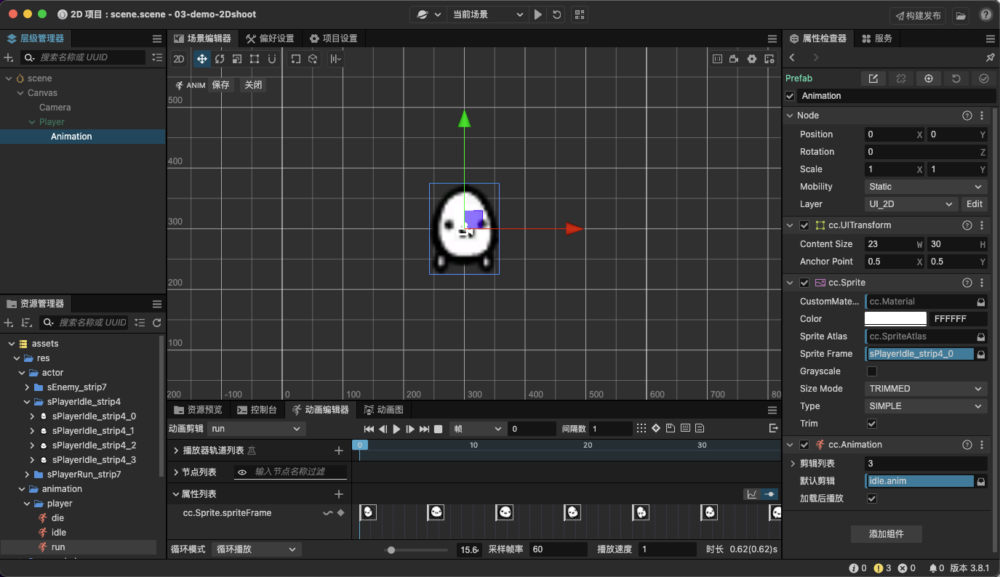 2D 项目 : scene.scene - 03-demo-2Dshoot
当前场景
构建发布
层级管理器
搜索名称或 UUID
scene
Canvas
Camera
Player
Animation
资源管理器
搜索名称或 UUID
assets
res
actor
sEnemy_strip7
sPlayerIdle_strip4
sPlayerIdle_strip4_0
sPlayerIdle_strip4_1
sPlayerIdle_strip4_2
sPlayerIdle_strip4_3
sPlayerRun_strip7
animation
player
die
idle
run
场景编辑器
偏好设置
项目设置
2D
ANIM
保存
关闭
500
400
300
200
100
200
-100
0
100
200
300
400
500
600
700
80
资源预览
控制台
动画编辑器
动画图
动画剪辑
run
帧
0
间隔数
1
播放器轨道列表
0
10
20
30
节点列表
输入节点名称过滤
属性列表
cc.Sprite.spriteFrame
循环模式
循环播放
15.64
采样帧率
60
播放速度
1
时长
0.62(0.62)s
属性检查器
服务
Prefab
Animation
Node
Position
0
X
0
Y
Rotation
0
Z
Scale
1
X
1
Y
Mobility
Static
Layer
UI_2D
Edit
cc.UITransform
Content Size
23
W
30
H
Anchor Point
0.5
X
0.5
Y
cc.Sprite
CustomMate...
cc.Material
Color
FFFFFF
Sprite Atlas
cc.SpriteAtlas
Sprite Frame
sPlayerIdle_strip4_0
Grayscale
Size Mode
TRIMMED
Type
SIMPLE
Trim
cc.Animation
剪辑列表
3
默认剪辑
idle.anim
加载后播放
添加组件
0
3
0
0
版本 3.8.1